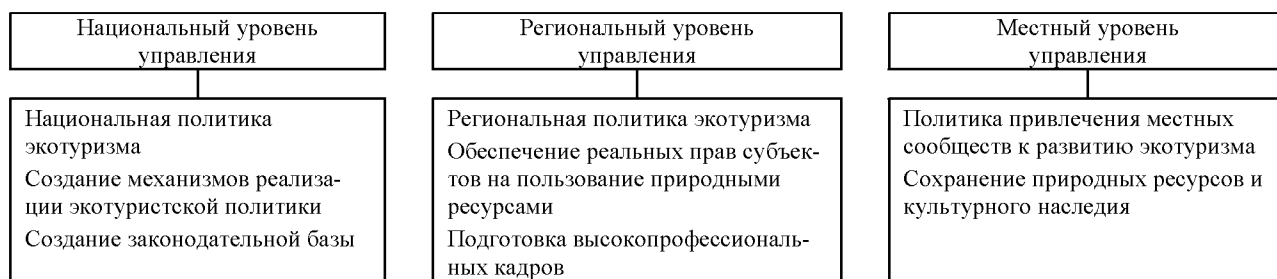 Национальный уровень
управления
Региональный уровень
управления
Местный уровень
управления
Национальная политика
экотуризма
Создание механизмов реализа-
ции экотуристской политики
Создание законодательной базы
Региональная политика экотуризма
Обеспечение реальных прав субъек-
тов на пользование природными
ресурсами
Подготовка высокопрофессиональ-
ных кадров
Политика привлечения местных
сообществ к развитию экотуризма
Сохранение природных ресурсов и
культурного наследия